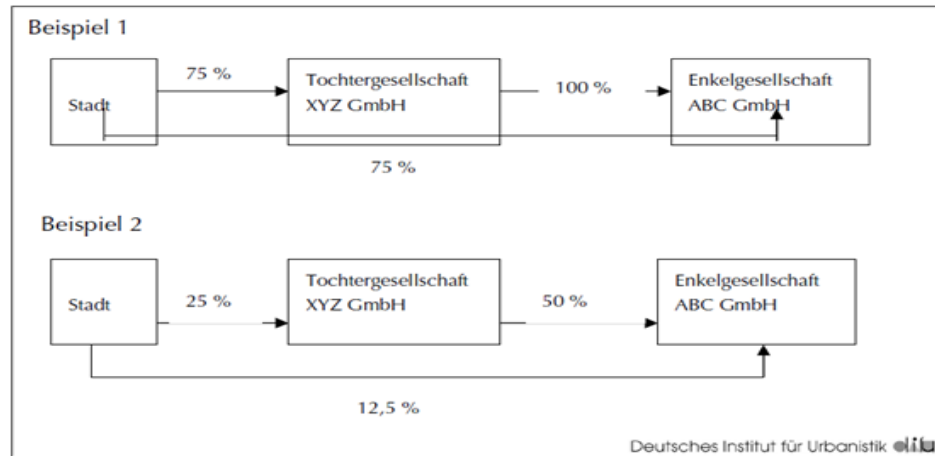 Beispiel 1
75 %
Tochtergesellschaft
XYZ GmbH
100 %
Enkelgesellschaft
ABC GmbH
Stadt
75 %
Beispiel 2
Stadt
25 %
Tochtergesellschaft
XYZ GmbH
50 %
Enkelgesellschaft
ABC GmbH
12,5 %
Deutsches Institut für Urbanistik difu